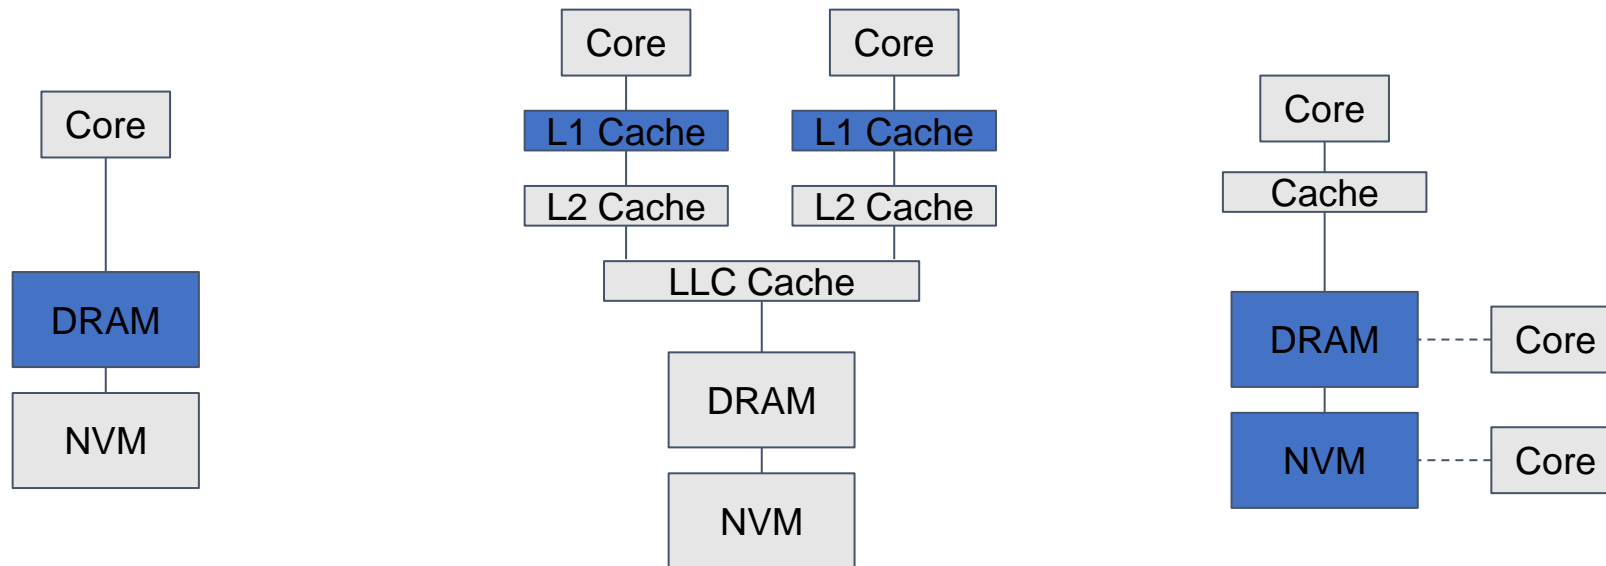 Core
DRAM
NVM
Core
Core
L1 Cache
L1 Cache
L2 Cache
L2 Cache
LLC Cache
DRAM
NVM
Core
Cache
DRAM
Core
NVM
Core